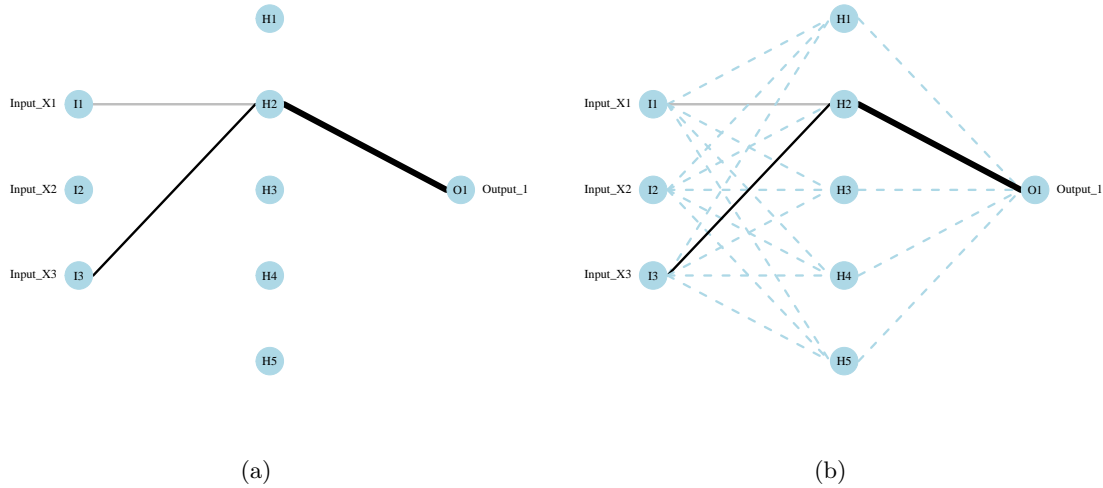 H1
Input_X1
I1
H2
Input_X2
I2
H3
O1
Output_1
Input_X3
I3
H4
H5
(a)
H1
Input_X1
I1
H2
Input_X2
I2
H3
O1
Output_1
Input_X3
I3
H4
H5
(b)